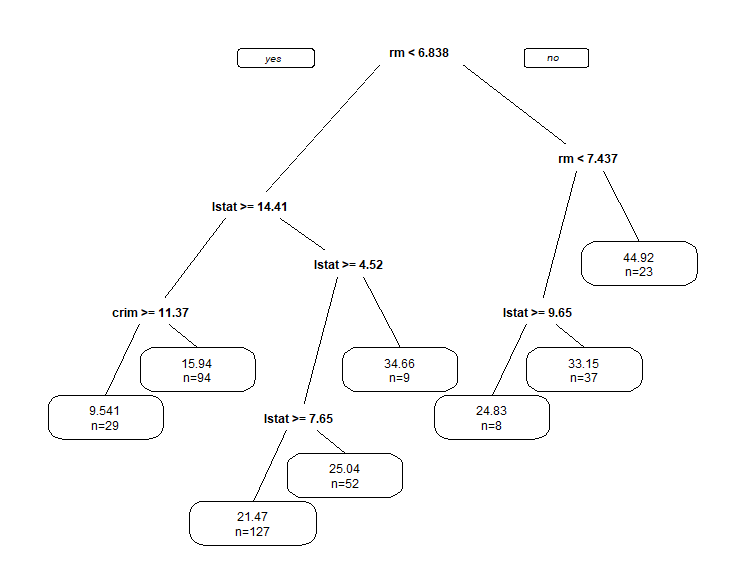 rm < 6.838
yes
no
rm < 7.437
lstat >= 14.41
44.92
n=23
lstat >= 4.52
crim >= 11.37
lstat >= 9.65
15.94
n=94
34.66
n=9
33.15
n=37
9.541
n=29
24.83
n=8
lstat >= 7.65
25.04
n=52
21.47
n=127